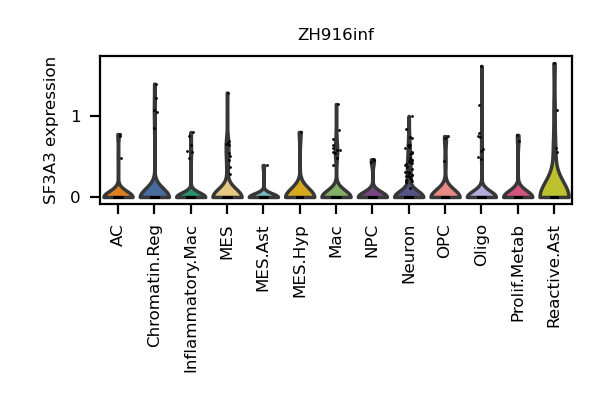 ZH916inf
SF3A3 expression
1
0
AC
Chromatin.Reg
Inflammatory.Mac
MES
MES.Ast
MES.Hyp
Mac
NPC
Neuron
OPC
Oligo
Prolif.Metab
Reactive.Ast